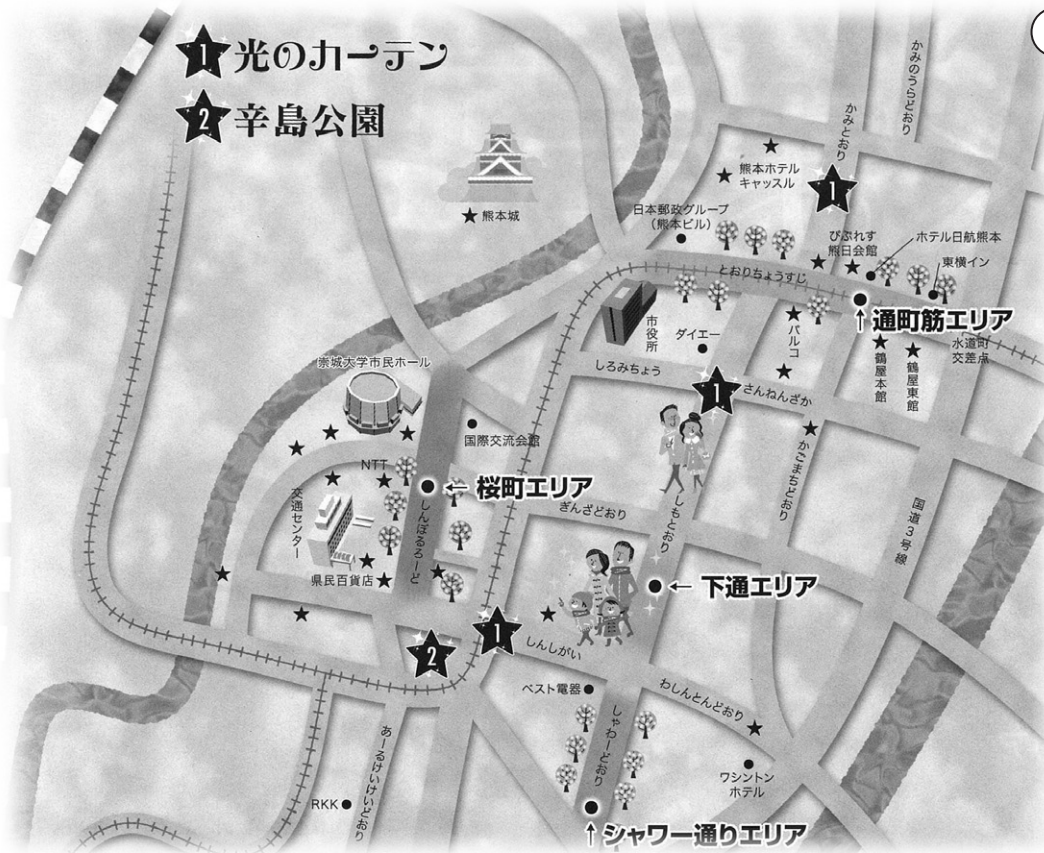 1 光のカーテン
2 辛島公園
かみのうらどおり
かみとおり
熊本ホテル
キャッスル
1
熊本城
日本郵政グループ
(熊本ビル)
びぷれす
熊日会館
ホテル日航熊本
東横イン
とおりちょうすじ
↑通町筋エリア
市役所
ダイエー
パルコ
鶴屋本館
鶴屋東館
水道町
交差点
しろみちょう
1
さんねんざか
崇城大学市民ホール
国際交流会館
かこまちどおり
NTT
←桜町エリア
しもとおり
ぎんざどおり
国道3号線
交通センター
しんぼるろーど
県民百貨店
←下通エリア
1
2
しんしがい
ベスト電器
わしんとんどおり
しゃわーどおり
あーるけいけいどおり
ワシントン
ホテル
RKK
↑シャワー通りエリア